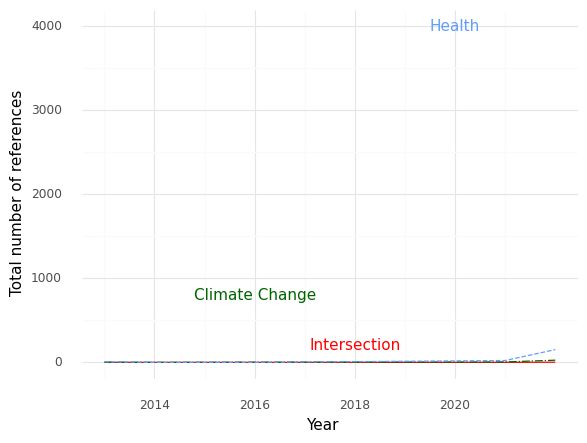 4000
Health
3000
2000
1000
Climate Change
Intersection
0
2014 2016 2018 2020
Year
Total number of references